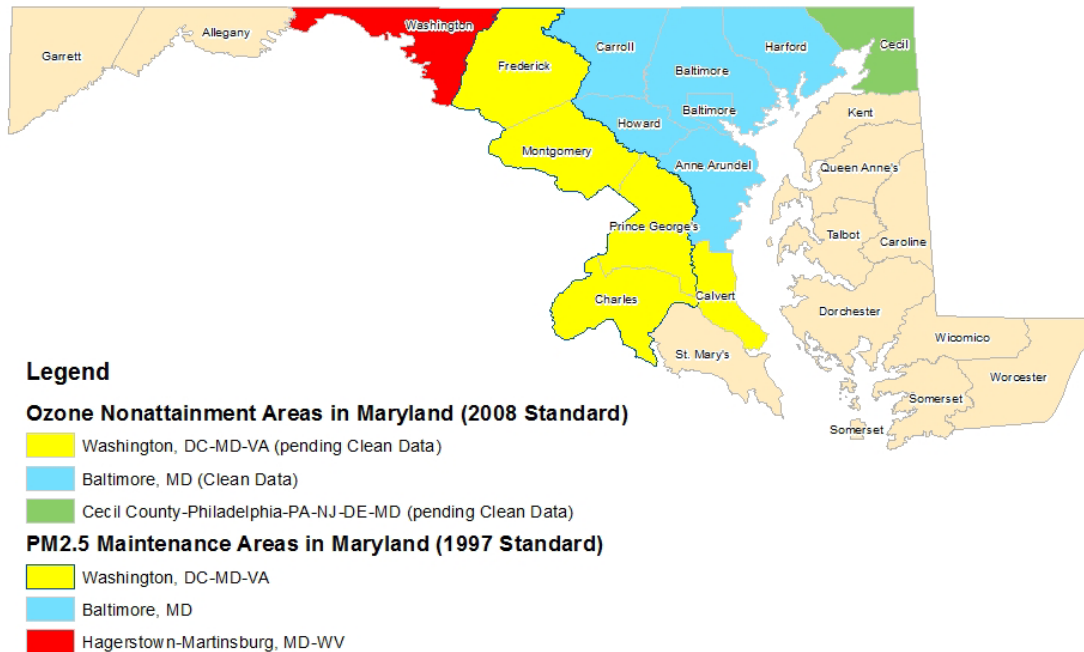 Washington
Allegany
Garrett
Frederick
Carroll
Harford
Cecil
Baltimore
Baltimore
Howard
Kent
Montgomery
Anne Arundel
Queen Anne's
Prince George's
Talbot
Caroline
Charles
Calvert
Dorchester
St. Mary's
Wicomico
Worcester
Somerset
Somerset
Legend
Ozone Nonattainment Areas in Maryland (2008 Standard)
Washington, DC-MD-VA (pending Clean Data)
Baltimore, MD (Clean Data)
Cecil County-Philadelphia-PA-NJ-DE-MD (pending Clean Data)
PM2.5 Maintenance Areas in Maryland (1997 Standard)
Washington, DC-MD-VA
Baltimore, MD
Hagerstown-Martinsburg, MD-WV